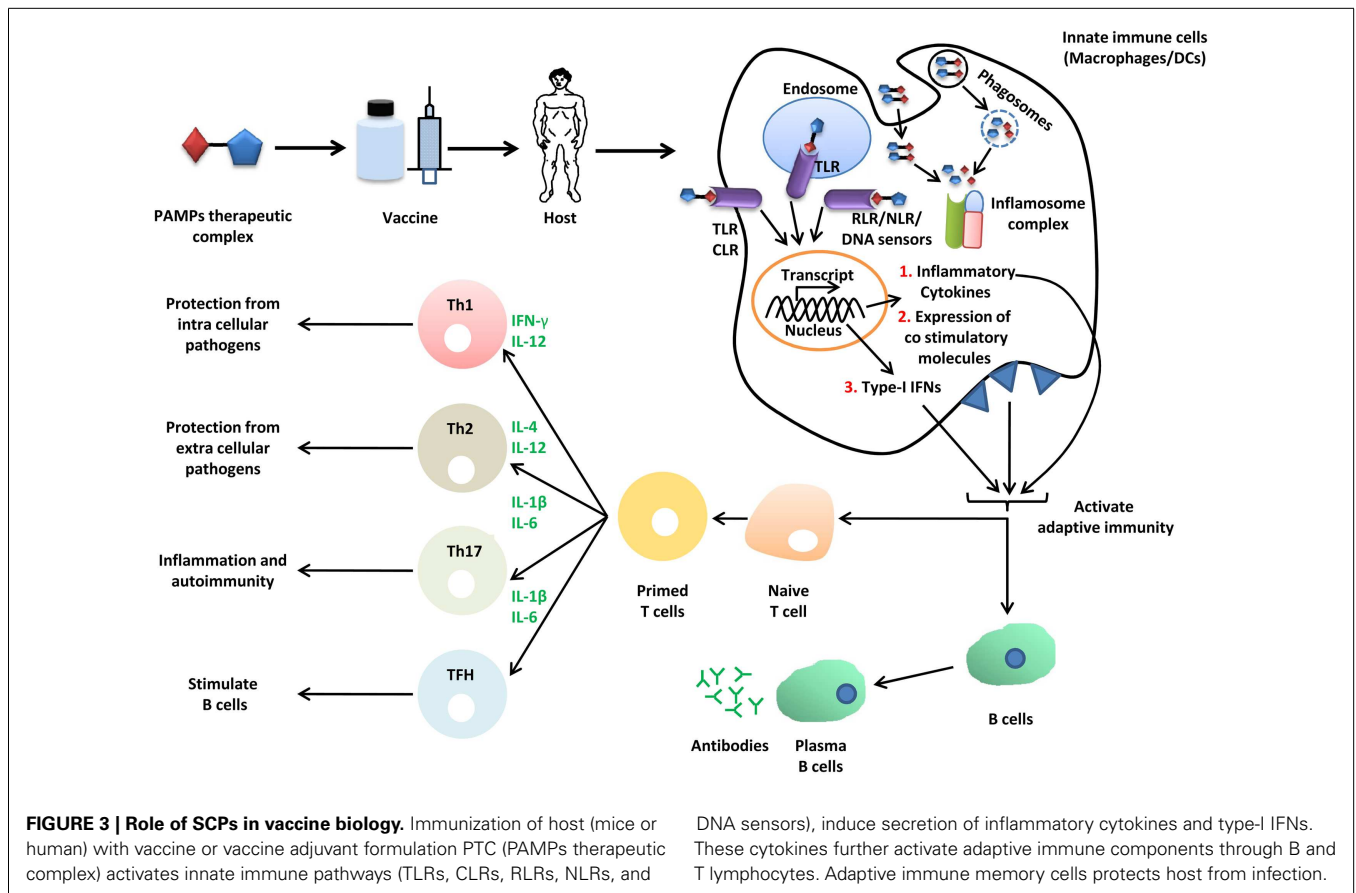 Innate immune cells
(Macrophages/DCs)
Endosome
Phagosomes
TLR
PAMPs therapeutic
complex
Vaccine
Host
TLR
CLR
RLR/NLR/
DNA sensors
Inflamosome
complex
Transcript
Nucleus
1. Inflammatory
Cytokines
2. Expression of
co stimulatory
molecules
3. Type-I IFNs
Protection from
intra cellular
pathogens
Th1
IFN-γ
IL-12
Protection from
extra cellular
pathogens
Th2
IL-4
IL-12
IL-1β
IL-6
Inflammation and
autoimmunity
Th17
IL-1β
IL-6
Stimulate
B cells
TFH
Primed
T cells
Naive
T cell
Activate
adaptive immunity
B cells
Antibodies
Plasma
B cells
FIGURE 3 | Role of SCPs in vaccine biology. Immunization of host (mice or
human) with vaccine or vaccine adjuvant formulation PTC (PAMPs therapeutic
complex) activates innate immune pathways (TLRs, CLRs, RLRs, NLRs, and
DNA sensors), induce secretion of inflammatory cytokines and type-I IFNs.
These cytokines further activate adaptive immune components through B and
T lymphocytes. Adaptive immune memory cells protects host from infection.